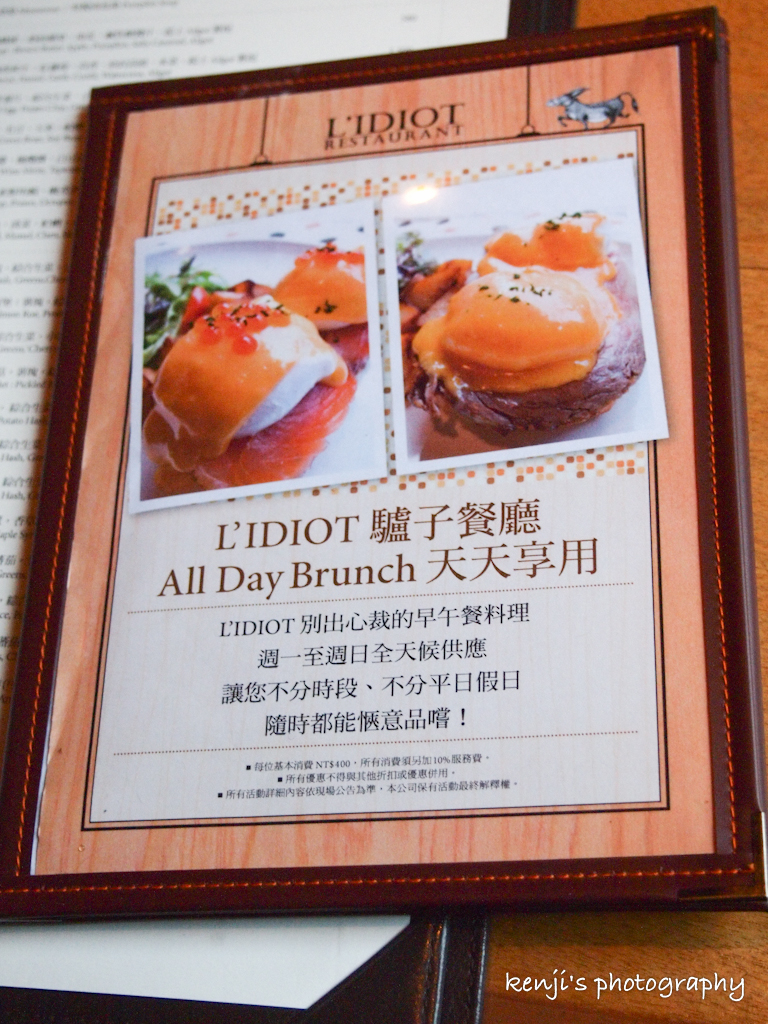 L'IDIOT
RESTAURANT
L'IDIOT 驢子餐廳
All Day Brunch 天天享用
L'IDIOT 別出心裁的早午餐料理
週一至週日全天候供應
讓您不分時段、不分平日假日
隨時都能愜意品嚐！
■ 每位基本消費 NT$400，所有消費須另加10%服務費。
■ 所有優惠不得與其他折扣或優惠併用。
■ 所有活動詳細內容依現場公告為準，本公司保有活動最終解釋權。
kenji's photography